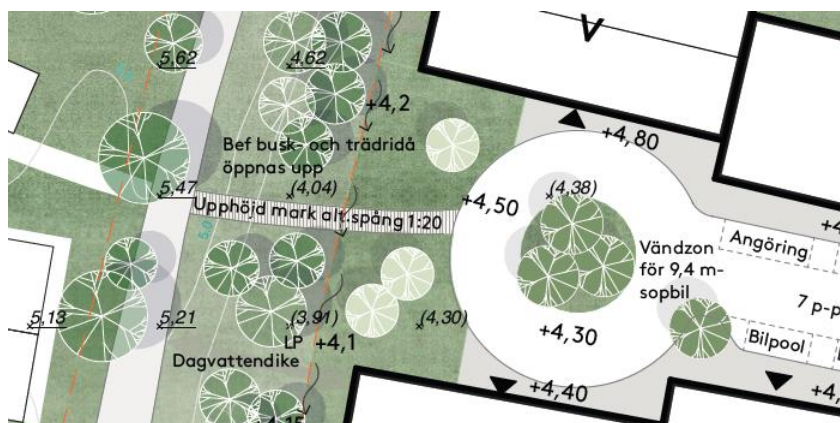 V
5,62
4,62
+4,2
+4,80
Bef busk- och trädridå
öppnas upp
5,47
(4,04)
(4,38)
Upphöjd mark alt.spång 1:20
+4,50
5,0
Angöring
Vändzon
för 9,4 m-
sopbil
7 p-p
5,13
5,21
(3,91)
(4,30)
LP +4,1
+4,30
Bilpool
Dagvattendike
+4,40